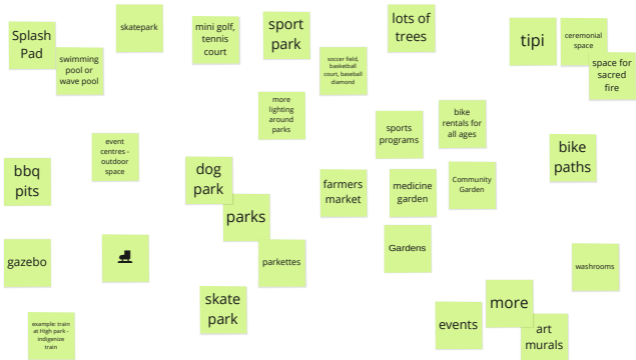 Splash
Pad
swimming
pool or
wave pool
skatepark
mini golf,
tennis
court
sport
park
soccer field,
basketball
court, baseball
diamond
lots of
trees
tipi
ceremonial
space
space for
sacred
fire
more
lighting
around
parks
sports
programs
bike
rentals for
all ages
event
centres -
outdoor
space
bike
paths
bbq
pits
dog
park
parks
parkettes
farmers
market
medicine
garden
Community
Garden
Gardens
gazebo
washrooms
skate
park
events
more
art
murals
example: train
at High park -
indigenize
train